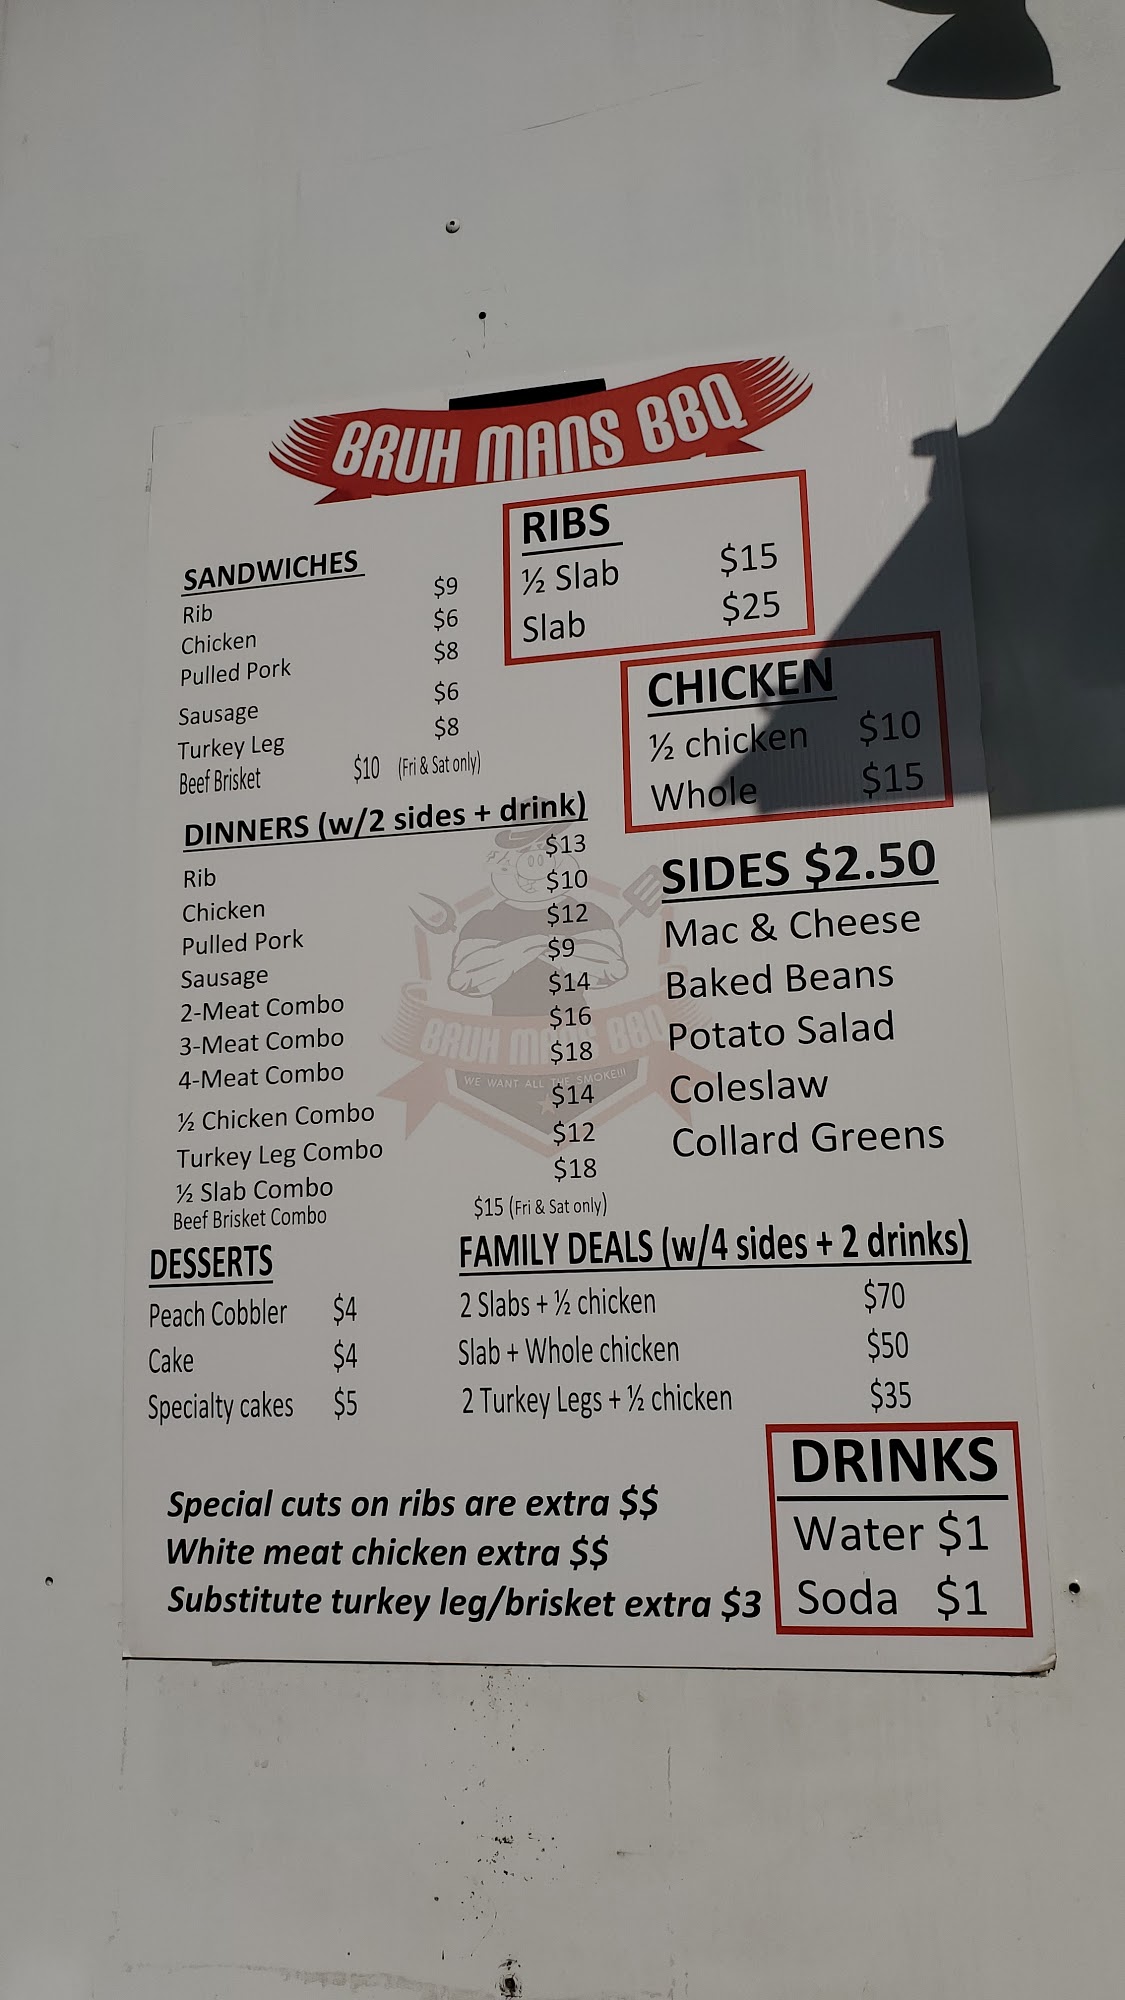 BRUH MANS BBQ
SANDWICHES
Rib $9
Chicken $6
Pulled Pork $8
Sausage $6
Turkey Leg $8
Beef Brisket $10 (Fri & Sat only)
RIBS
½ Slab $15
Slab $25
CHICKEN
½ chicken $10
Whole $15
DINNERS (w/2 sides + drink)
Rib $13
Chicken $10
Pulled Pork $12
Sausage $9
2-Meat Combo $14
3-Meat Combo $16
4-Meat Combo $18
½ Chicken Combo $14
Turkey Leg Combo $12
½ Slab Combo $18
Beef Brisket Combo $15 (Fri & Sat only)
BRUH MANS BBQ
WE WANT ALL THE SMOKE!!!
SIDES $2.50
Mac & Cheese
Baked Beans
Potato Salad
Coleslaw
Collard Greens
DESSERTS
Peach Cobbler $4
Cake $4
Specialty cakes $5
FAMILY DEALS (w/4 sides + 2 drinks)
2 Slabs + ½ chicken $70
Slab + Whole chicken $50
2 Turkey Legs + ½ chicken $35
Special cuts on ribs are extra $$
White meat chicken extra $$
Substitute turkey leg/brisket extra $3
DRINKS
Water $1
Soda $1